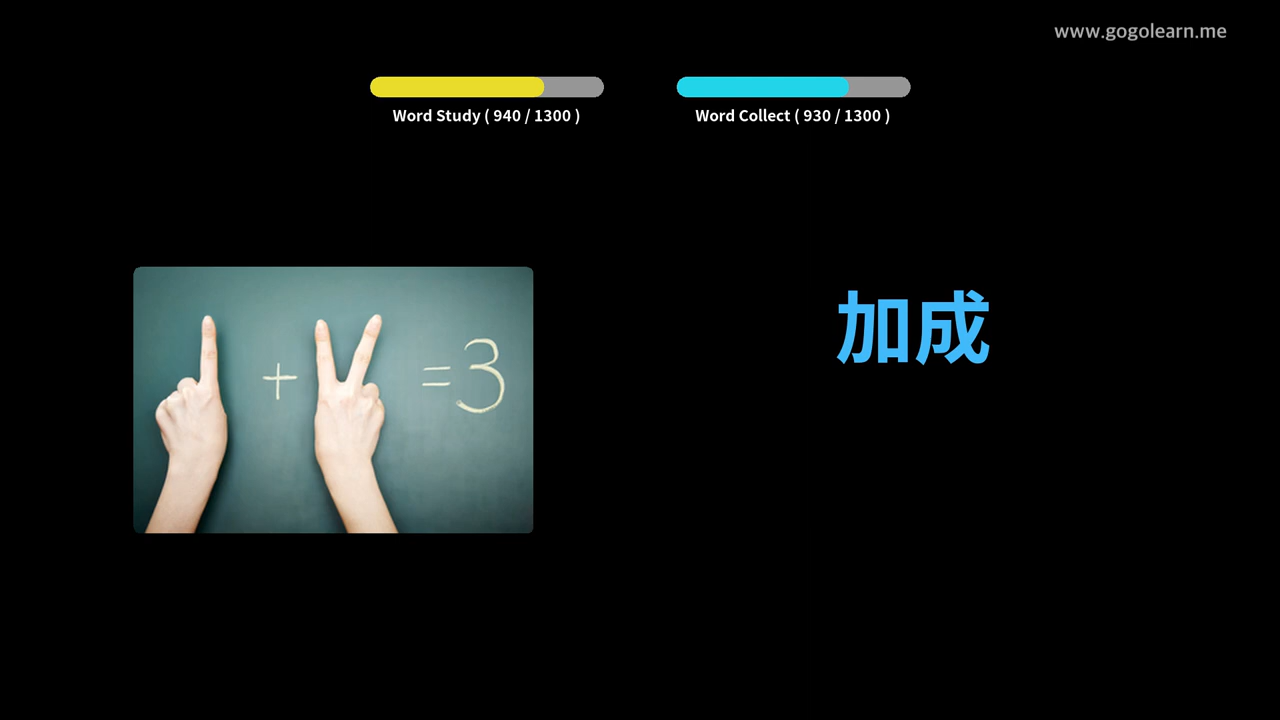 www.gogolearn.me
Word Study ( 940 / 1300 )
Word Collect ( 930 / 1300 )
+ = 3
加成